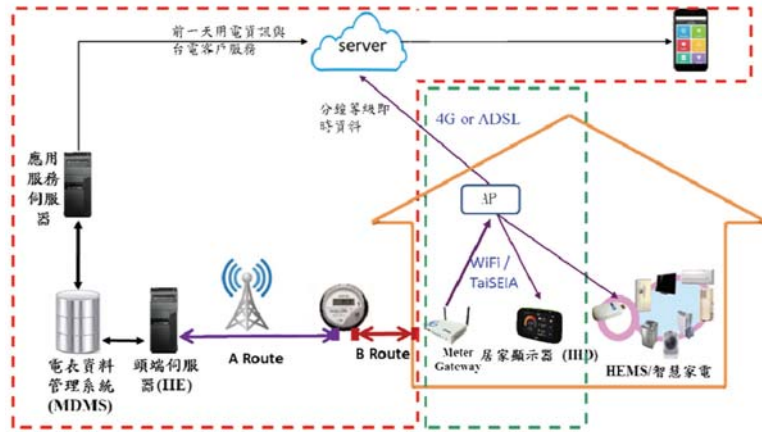 前一天用電資訊與
台電客戶服務
server
分鐘等級即
時資料
4G or ADSL
應用
服務
伺服
器
AP
WiFi /
TaiSEIA
A Route
B Route
Meter
Gateway
居家顯示器 (IHD)
HEMS/智慧家電
電表資料
管理系統
(MDMS)
頭端伺服
器(HE)